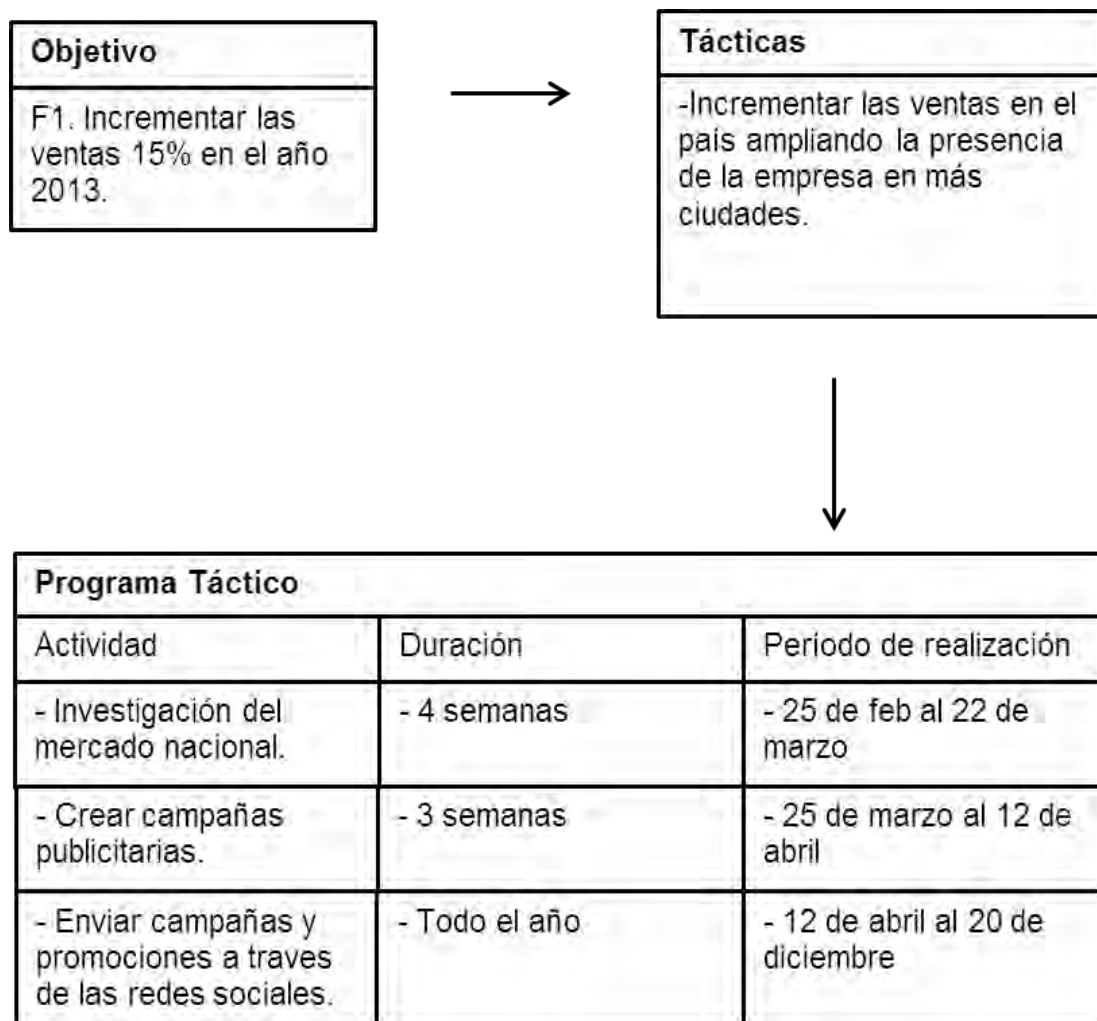 Objetivo
F1. Incrementar las
ventas 15% en el año
2013.
Tácticas
-Incrementar las ventas en el
país ampliando la presencia
de la empresa en más
ciudades.
Programa Táctico
Actividad
Duración
Periodo de realización
- Investigación del
mercado nacional.
- 4 semanas
- 25 de feb al 22 de
marzo
- Crear campañas
publicitarias.
- 3 semanas
- 25 de marzo al 12 de
abril
- Enviar campañas y
promociones a traves
de las redes sociales.
- Todo el año
- 12 de abril al 20 de
diciembre